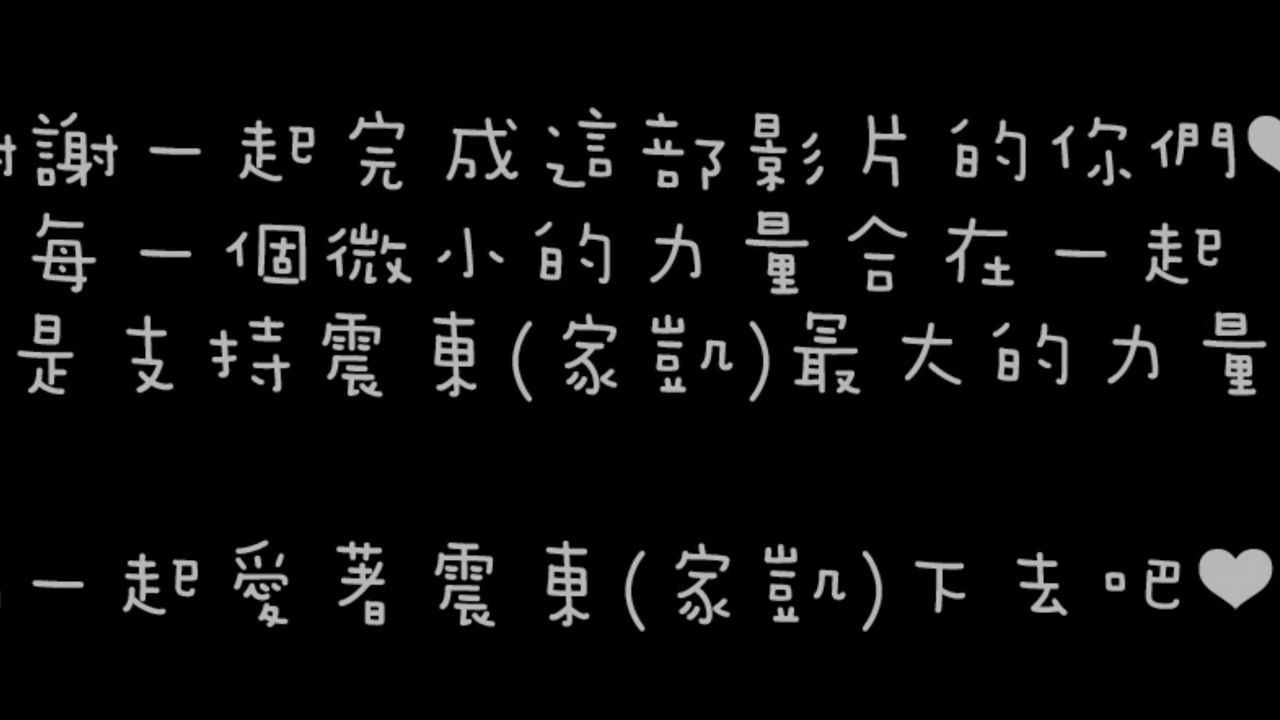 謝一起完成這部影片的你們♥
每一個微小的力量合在一起
是支持震東(家凱)最大的力量
一起愛著震東(家凱)下去吧♥